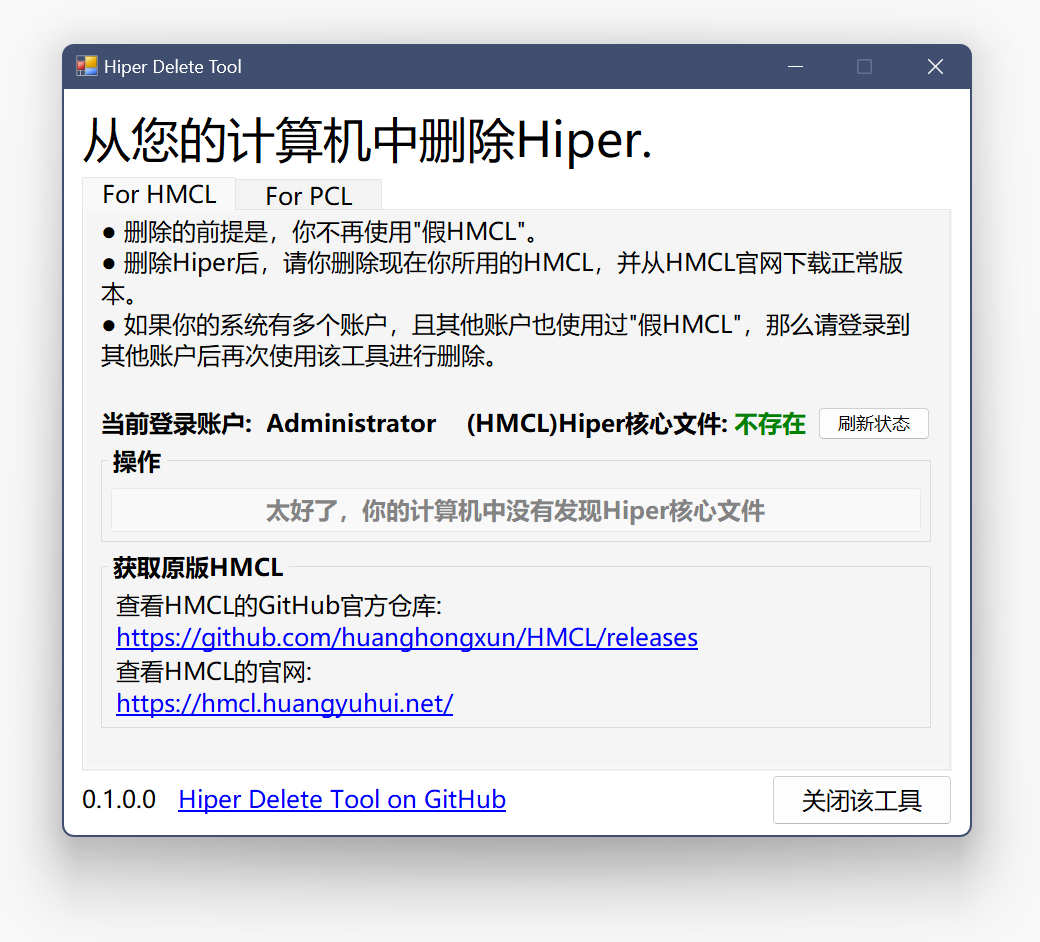 Hiper Delete Tool
从您的计算机中删除Hiper.
For HMCL
For PCL
● 删除的前提是，你不再使用"假HMCL"。
● 删除Hiper后，请你删除现在你所用的HMCL，并从HMCL官网下载正常版
本。
● 如果你的系统有多个账户，且其他账户也使用过"假HMCL"，那么请登录到
其他账户后再次使用该工具进行删除。
当前登录账户: Administrator (HMCL)Hiper核心文件: 不存在 刷新状态
操作
太好了，你的计算机中没有发现Hiper核心文件
获取原版HMCL
查看HMCL的GitHub官方仓库:
https://github.com/huanghongxun/HMCL/releases
查看HMCL的官网:
https://hmcl.huangyuhui.net/
0.1.0.0 Hiper Delete Tool on GitHub 关闭该工具